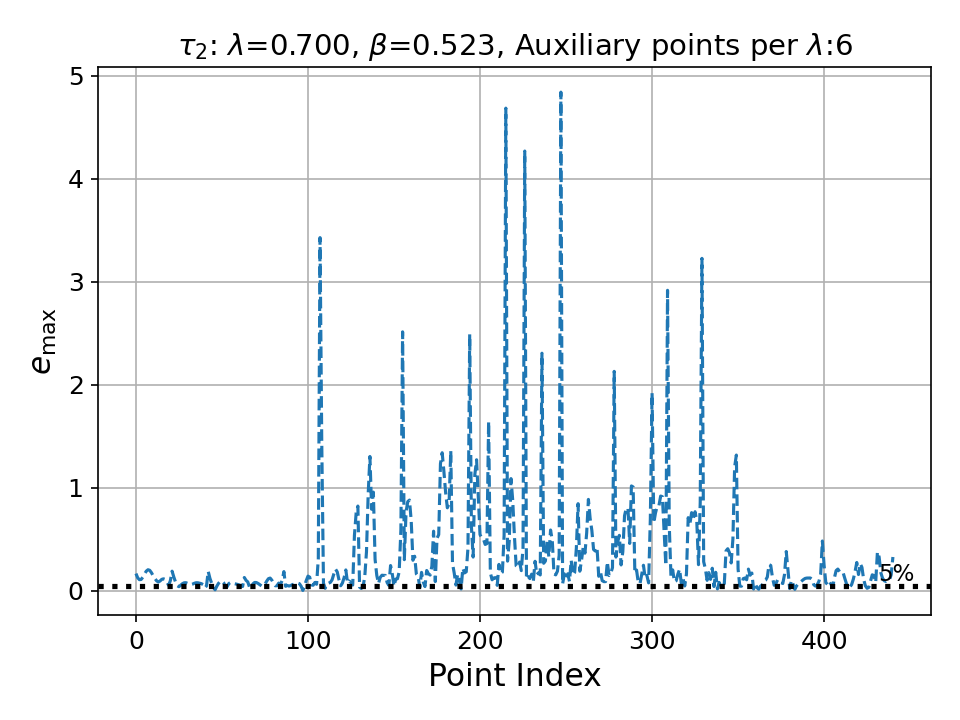 τ₂: λ=0.700, β=0.523, Auxiliary points per λ:6
5
4
3
2
1
0
e_max
5%
0 100 200 300 400
Point Index